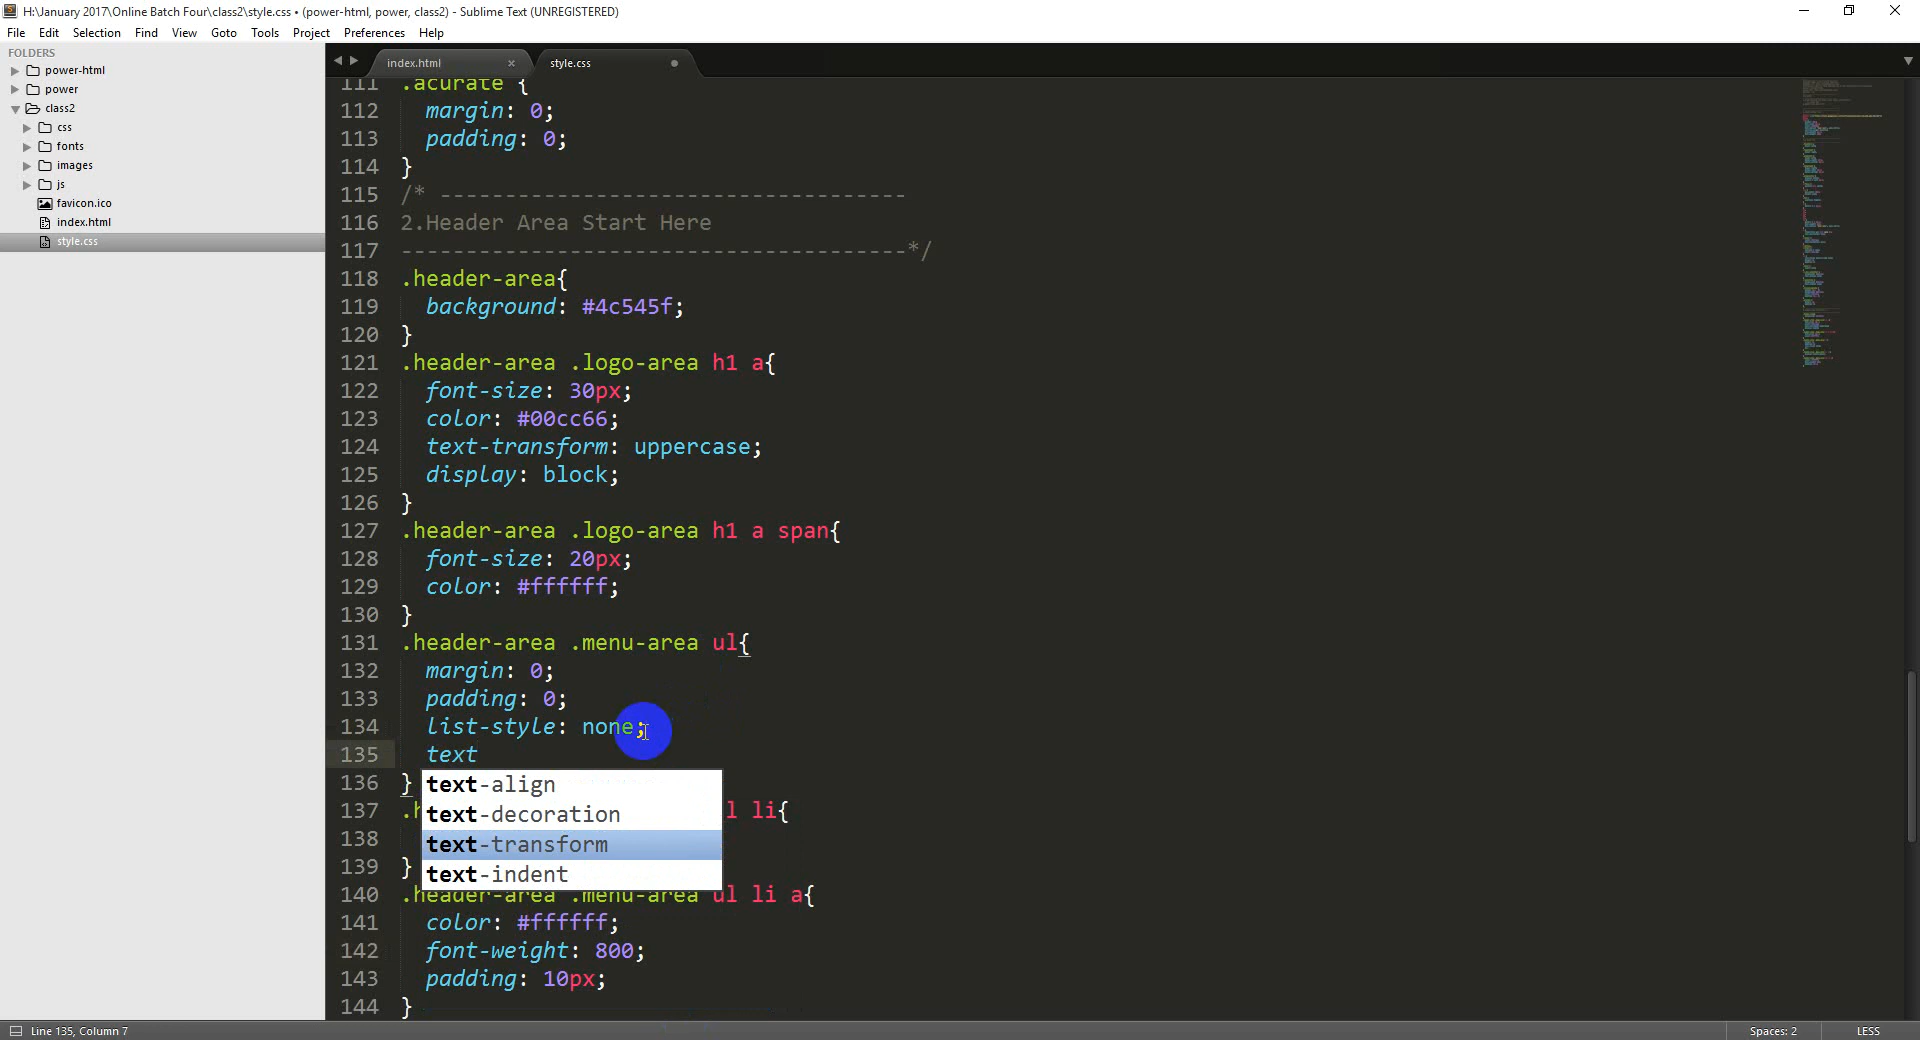 H:\January 2017\Online Batch Four\class2\style.css • (power-html, power, class2) - Sublime Text (UNREGISTERED)
File Edit Selection Find View Goto Tools Project Preferences Help
FOLDERS
power-html
power
class2
css
fonts
images
js
favicon.ico
index.html
style.css
index.html × style.css
111 .acurate {
112 margin: 0;
113 padding: 0;
114 }
115 /* ------------------------------------
116 2.Header Area Start Here
117 ---------------------------------------*/
118 .header-area{
119 background: #4c545f;
120 }
121 .header-area .logo-area h1 a{
122 font-size: 30px;
123 color: #00cc66;
124 text-transform: uppercase;
125 display: block;
126 }
127 .header-area .logo-area h1 a span{
128 font-size: 20px;
129 color: #ffffff;
130 }
131 .header-area .menu-area ul{
132 margin: 0;
133 padding: 0;
134 list-style: none;
135 text
136 }
text-align
137 li{
text-decoration
138
text-transform
139 }
text-indent
140 .header-area .menu-area ul li a{
141 color: #ffffff;
142 font-weight: 800;
143 padding: 10px;
144 }
Line 135, Column 7 Spaces: 2 LESS